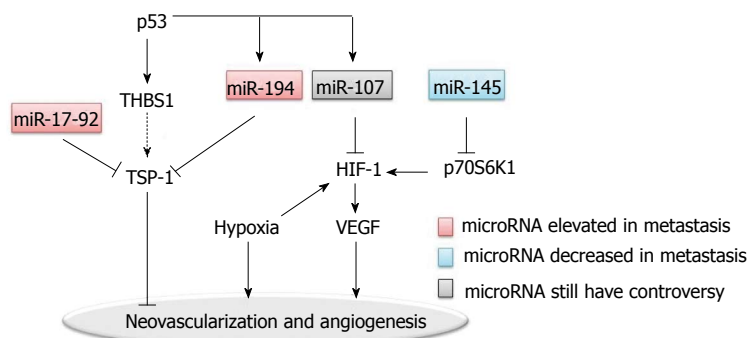 p53
THBS1
miR-194
miR-107
miR-145
miR-17-92
TSP-1
HIF-1
p70S6K1
Hypoxia
VEGF
microRNA elevated in metastasis
microRNA decreased in metastasis
microRNA still have controversy
Neovascularization and angiogenesis